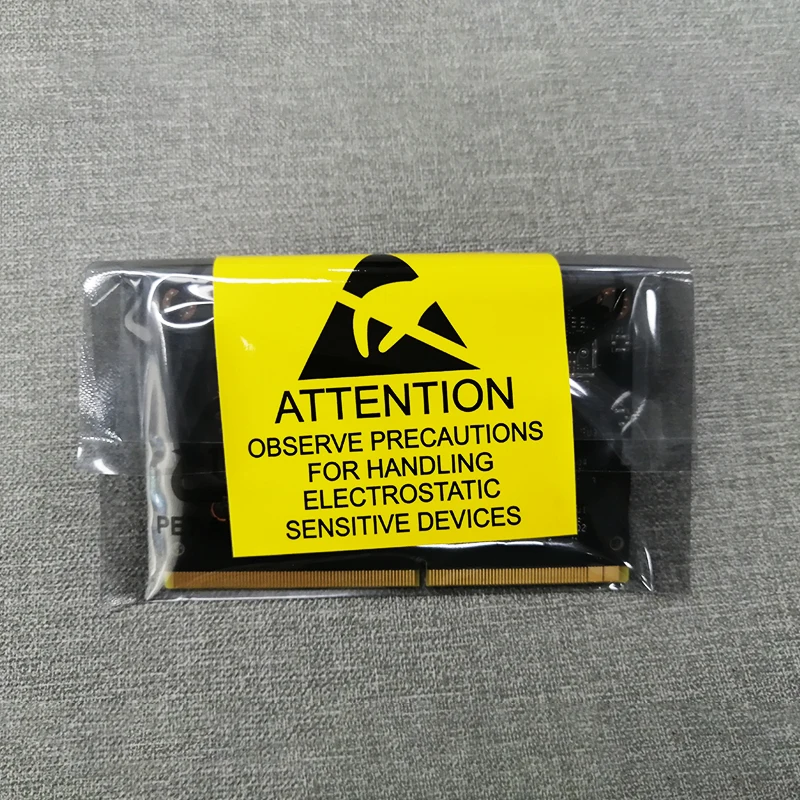 ATTENTION
OBSERVE PRECAUTIONS
FOR HANDLING
ELECTROSTATIC
SENSITIVE DEVICES